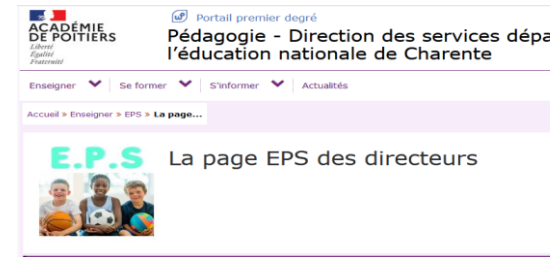 ACADÉMIE
DE POITIERS
Liberté
Égalité
Fraternité
Portail premier degré
Pédagogie - Direction des services dépa
l’éducation nationale de Charente
Enseigner
Se former
S'informer
Actualités
Accueil » Enseigner » EPS » La page...
E.P.S
La page EPS des directeurs